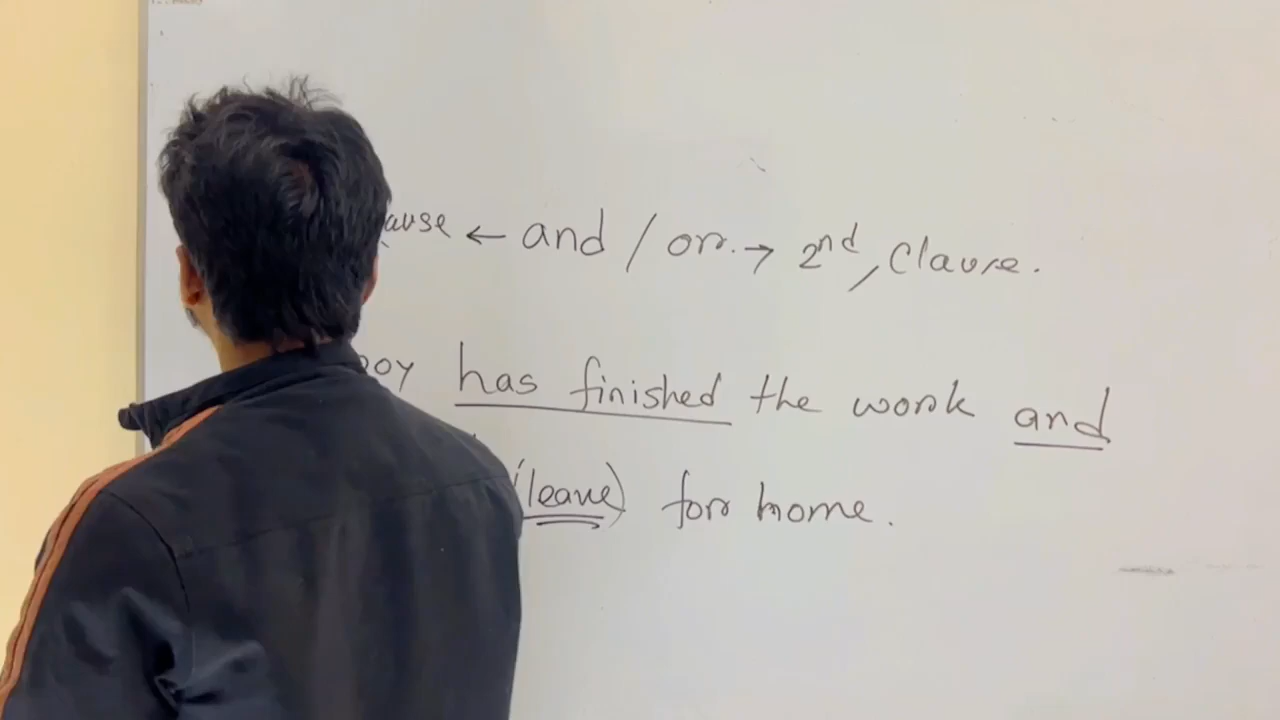 ause ← and / or. → 2nd, Clause.
boy has finished the work and
(leave) for home.